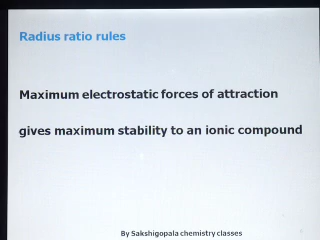 Radius ratio rules
Maximum electrostatic forces of attraction
gives maximum stability to an ionic compound
By Sakshigopala chemistry classes